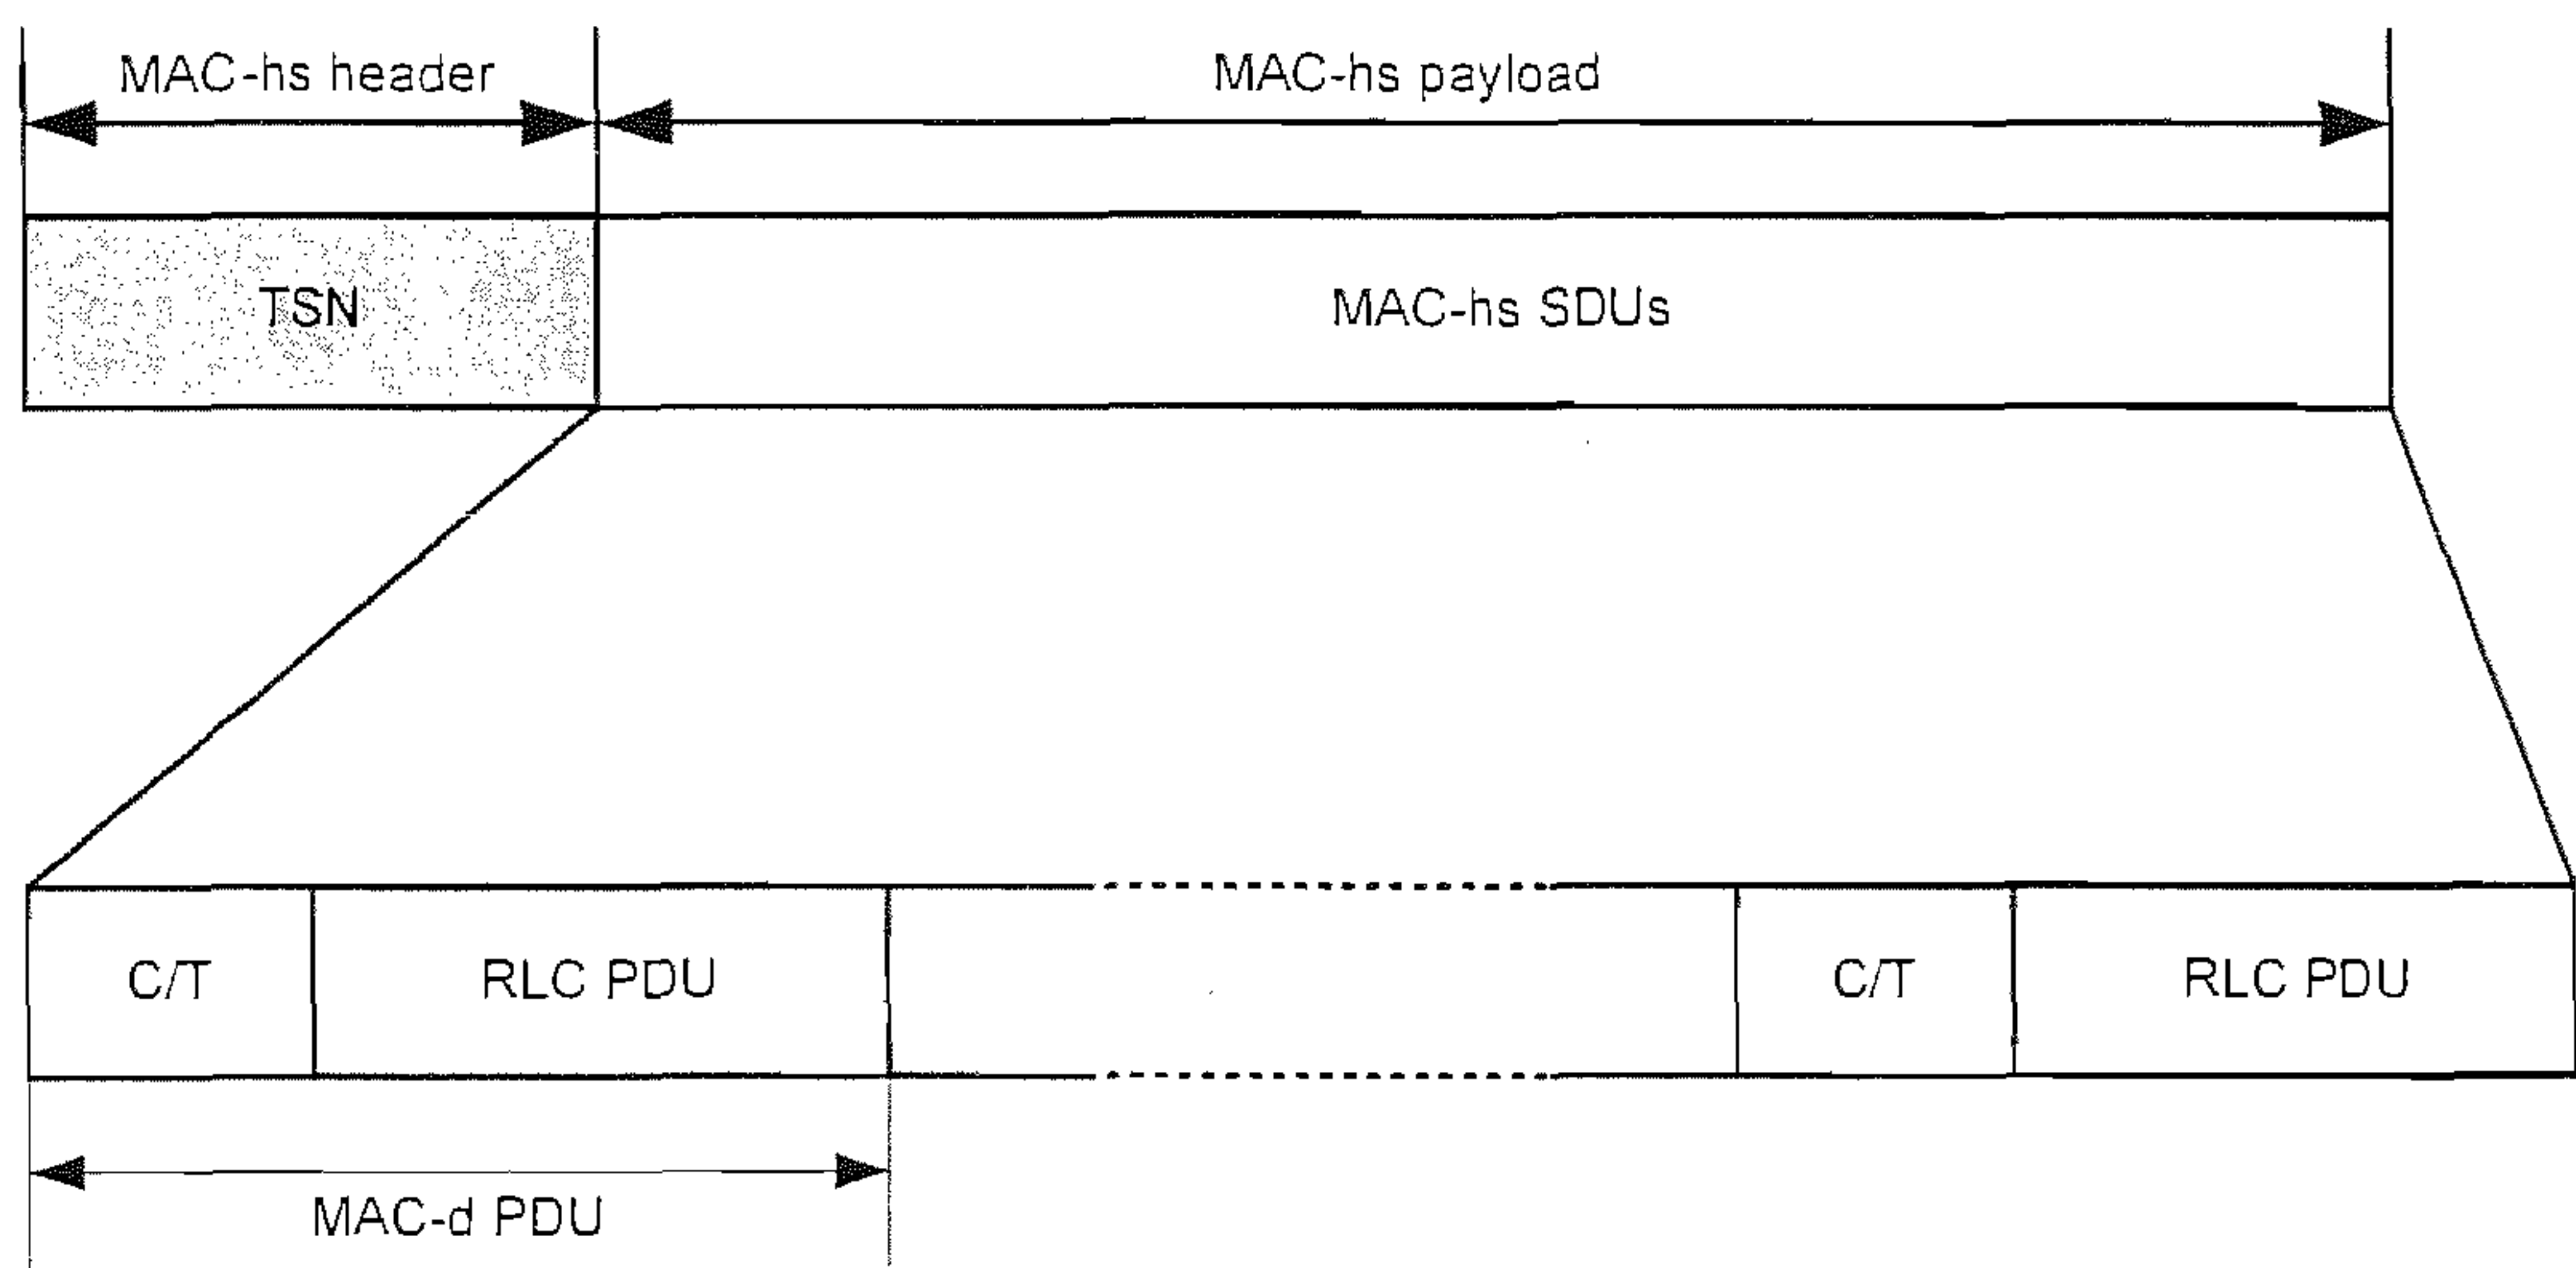 MAC-hs header
MAC-hs payload
TSN
MAC-hs SDUs
C/T
RLC PDU
C/T
RLC PDU
MAC-d PDU